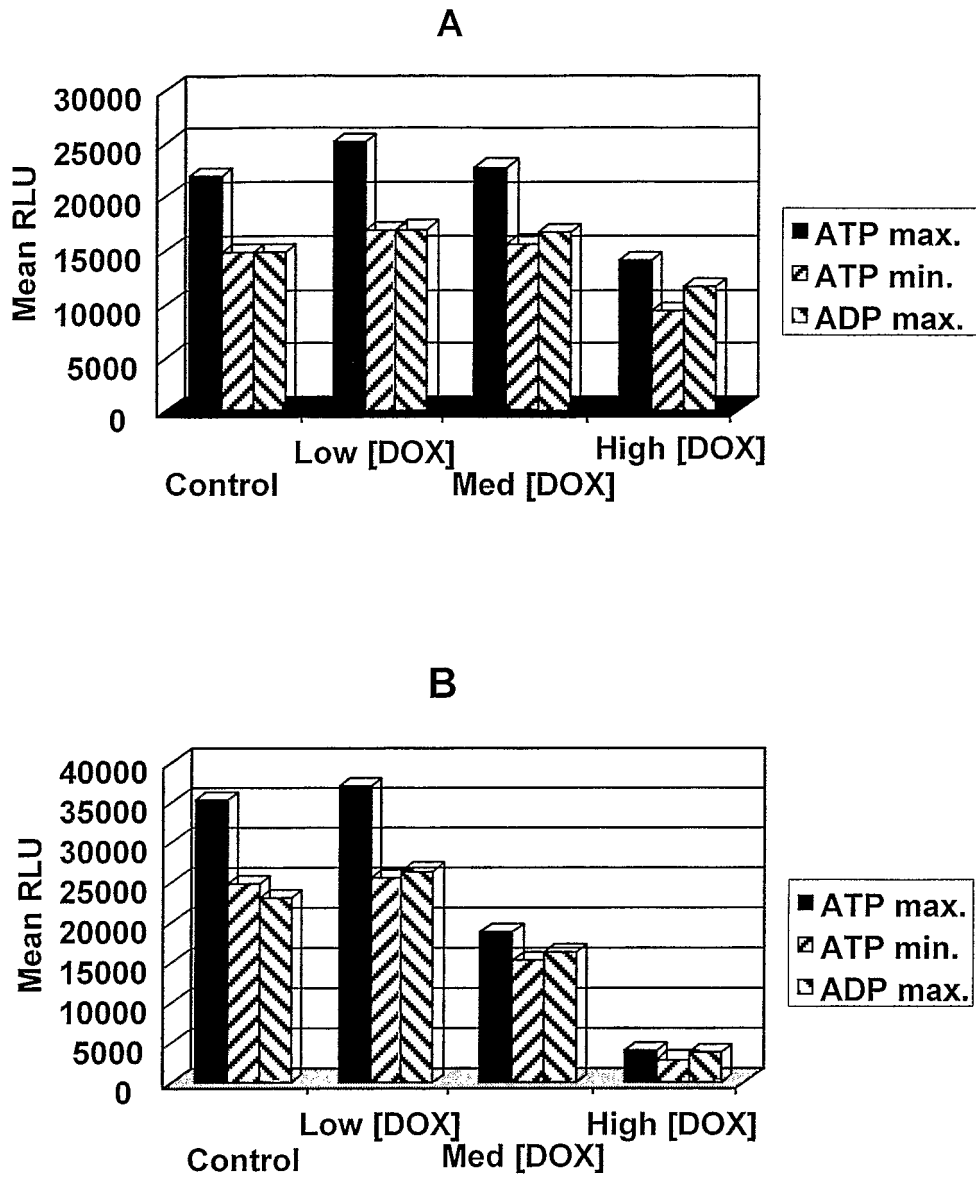 A
30000
25000
20000
15000
10000
5000
0
Mean RLU
Control
Low [DOX]
Med [DOX]
High [DOX]
ATP max.
ATP min.
ADP max.
B
40000
35000
30000
25000
20000
15000
10000
5000
0
Mean RLU
Control
Low [DOX]
Med [DOX]
High [DOX]
ATP max.
ATP min.
ADP max.